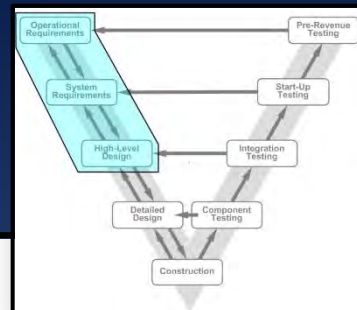 Operational
Requirements
Pre-Revenue
Testing
System
Requirements
Start-Up
Testing
High-Level
Design
Integration
Testing
Detailed
Design
Component
Testing
Construction